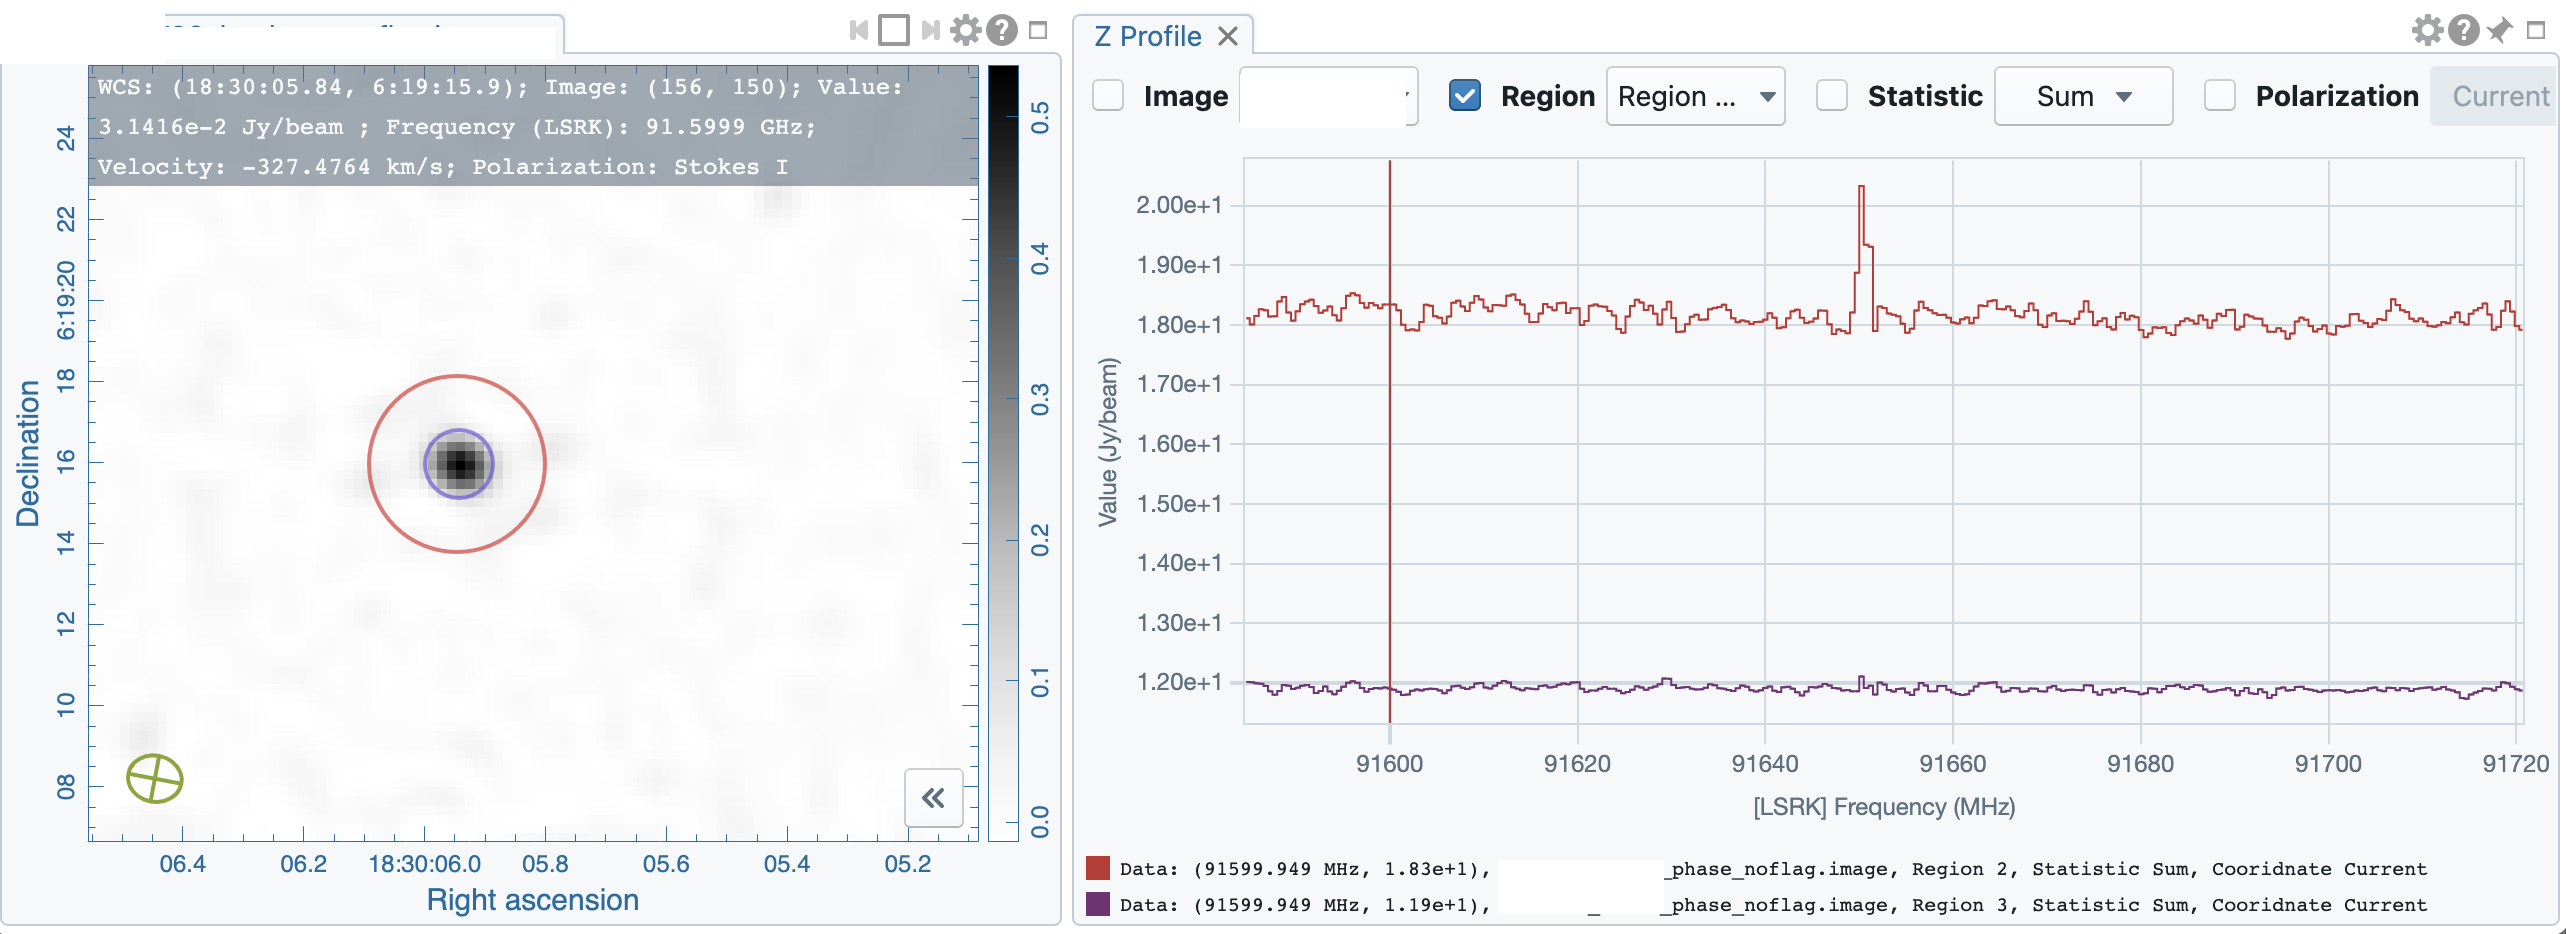 Z Profile
WCS: (18:30:05.84, 6:19:15.9); Image: (156, 150); Value:
3.1416e-2 Jy/beam ; Frequency (LSRK): 91.5999 GHz;
Velocity: -327.4764 km/s; Polarization: Stokes I
24
22
6:19:20
18
16
14
12
10
08
Declination
06.4
06.2
18:30:06.0
05.8
05.6
05.4
05.2
Right ascension
0.5
0.4
0.3
0.2
0.1
0.0
Image
Region
Region ...
Statistic
Sum
Polarization
Current
2.00e+1
1.90e+1
1.80e+1
1.70e+1
1.60e+1
1.50e+1
1.40e+1
1.30e+1
1.20e+1
Value (Jy/beam)
91600
91620
91640
91660
91680
91700
91720
[LSRK] Frequency (MHz)
Data: (91599.949 MHz, 1.83e+1), _phase_noflag.image, Region 2, Statistic Sum, Cooridnate Current
Data: (91599.949 MHz, 1.19e+1), _phase_noflag.image, Region 3, Statistic Sum, Cooridnate Current